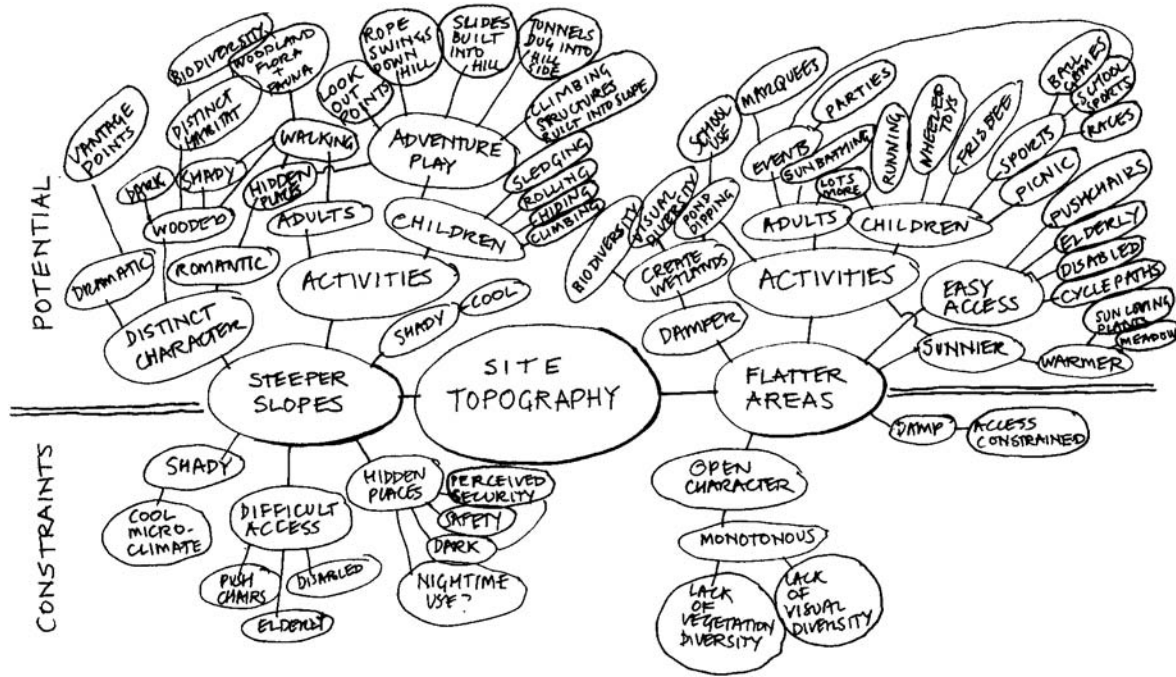 POTENTIAL
CONSTRAINTS
SITE
TOPOGRAPHY
STEEPER
SLOPES
DISTINCT
CHARACTER
DRAMATIC
VANTAGE
POINTS
WOODED
DARK
SHADY
DISTINCT
HABITAT
BIODIVERSITY
WOODLAND
FLORA
+
FAUNA
ROMANTIC
HIDDEN
PLACES
ACTIVITIES
ADULTS
WALKING
CHILDREN
ADVENTURE
PLAY
LOOK
OUT
POINTS
ROPE
SWINGS
DOWN
HILL
SLIDES
BUILT
INTO
HILL
TUNNELS
DUG INTO
HILL
SIDE
CLIMBING
STRUCTURES
BUILT INTO SLOPE
SLEDGING
ROLLING
HIDING
CLIMBING
SHADY
COOL
FLATTER
AREAS
DAMPER
CREATE
WETLANDS
BIODIVERSITY
VISUAL
DIVERSITY
POND
DIPPING
SCHOOL
USE
ACTIVITIES
ADULTS
EVENTS
MARQUEES
PARTIES
SUNBATHING
LOTS
MORE
CHILDREN
RUNNING
WHEELED
TOYS
FRISBEE
SPORTS
BALL
GAMES
SCHOOL
SPORTS
RACES
PICNIC
EASY
ACCESS
PUSHCHAIRS
ELDERLY
DISABLED
CYCLE PATHS
SUNNIER
WARMER
SUN LOVING
PLANTS
MEADOW
SHADY
COOL
MICRO-
CLIMATE
DIFFICULT
ACCESS
PUSH
CHAIRS
ELDERLY
DISABLED
HIDDEN
PLACES
PERCEIVED
SECURITY
SAFETY
DARK
NIGHTIME
USE?
OPEN
CHARACTER
MONOTONOUS
LACK
OF
VEGETATION
DIVERSITY
LACK
OF
VISUAL
DIVERSITY
DAMP
ACCESS
CONSTRAINED